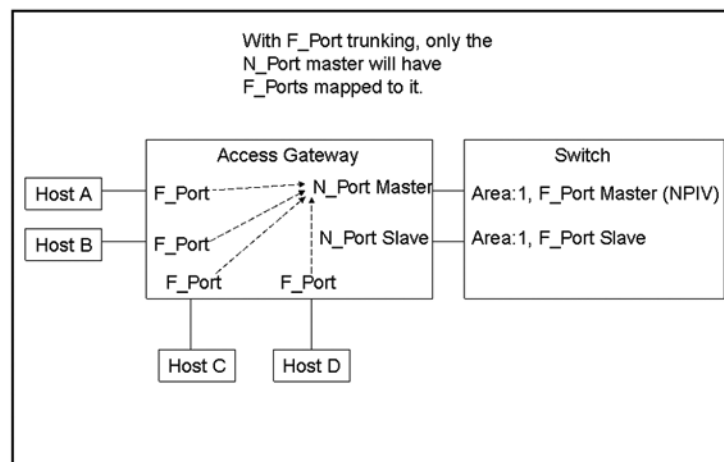 With F_Port trunking, only the
N_Port master will have
F_Ports mapped to it.
Access Gateway
Switch
Host A
F_Port
N_Port Master
Area:1, F_Port Master (NPIV)
Host B
F_Port
N_Port Slave
Area:1, F_Port Slave
F_Port
F_Port
Host C
Host D